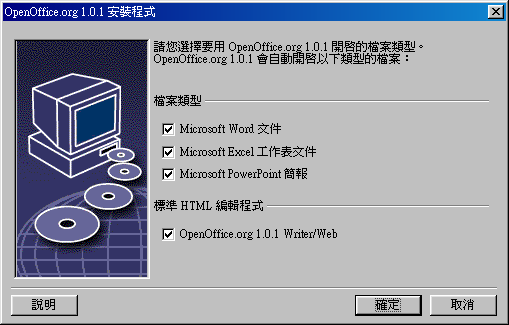 OpenOffice.org 1.0.1 安裝程式
請您選擇要用 OpenOffice.org 1.0.1 開啓的檔案類型。
OpenOffice.org 1.0.1 會自動開啓以下類型的檔案：
檔案類型
Microsoft Word 文件
Microsoft Excel 工作表文件
Microsoft PowerPoint 簡報
標準 HTML 編輯程式
OpenOffice.org 1.0.1 Writer/Web
說明
確定
取消